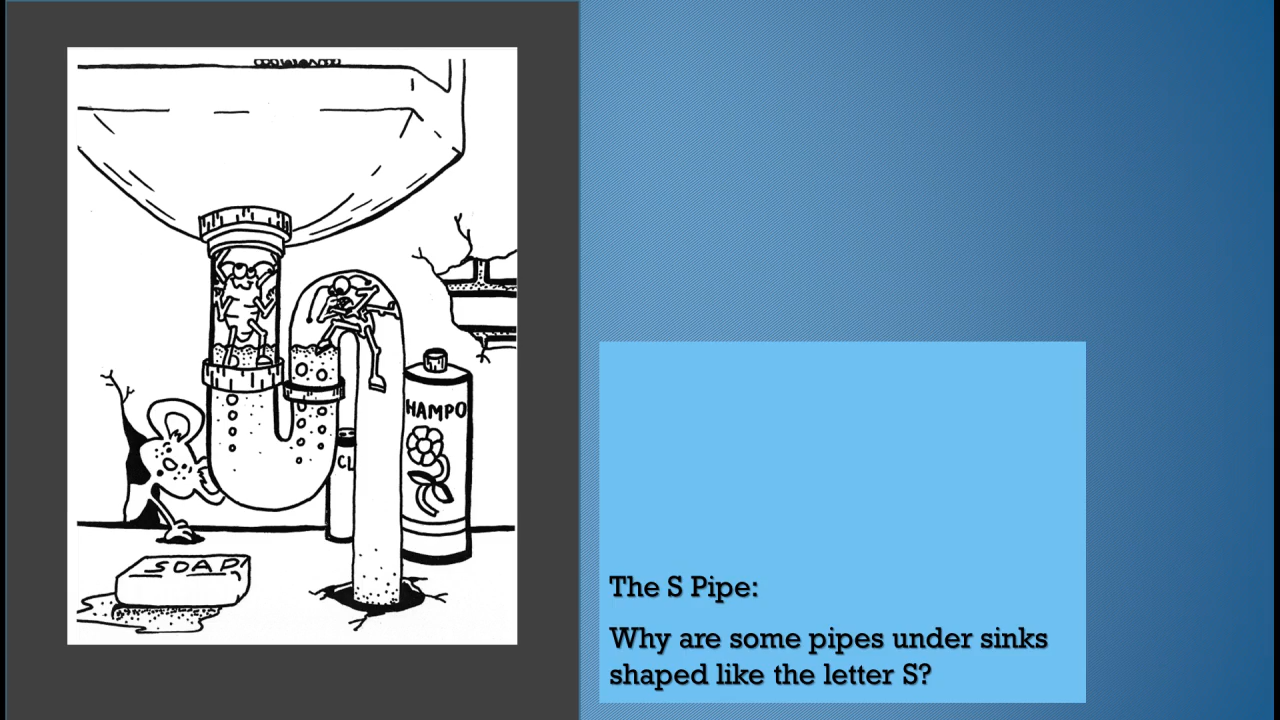 HAMPO
CL
SOAP
The S Pipe:
Why are some pipes under sinks
shaped like the letter S?